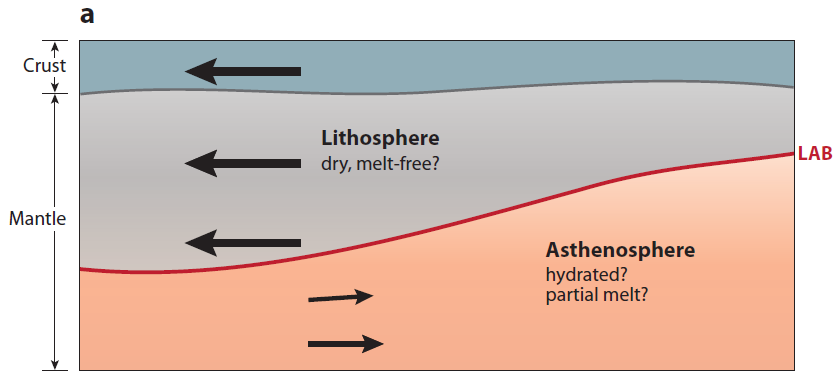 a
Crust
Lithosphere
dry, melt-free?
LAB
Mantle
Asthenosphere
hydrated?
partial melt?